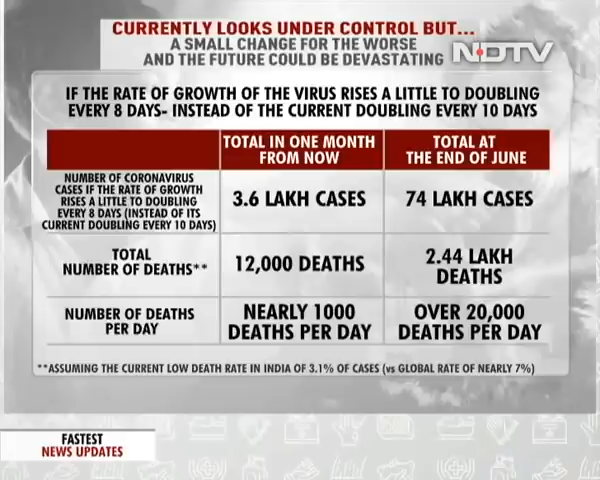 CURRENTLY LOOKS UNDER CONTROL BUT...
A SMALL CHANGE FOR THE WORSE
AND THE FUTURE COULD BE DEVASTATING
NDTV
IF THE RATE OF GROWTH OF THE VIRUS RISES A LITTLE TO DOUBLING
EVERY 8 DAYS- INSTEAD OF THE CURRENT DOUBLING EVERY 10 DAYS
TOTAL IN ONE MONTH
FROM NOW
TOTAL AT
THE END OF JUNE
NUMBER OF CORONAVIRUS
CASES IF THE RATE OF GROWTH
RISES A LITTLE TO DOUBLING
EVERY 8 DAYS (INSTEAD OF ITS
CURRENT DOUBLING EVERY 10 DAYS)
3.6 LAKH CASES
74 LAKH CASES
TOTAL
NUMBER OF DEATHS**
12,000 DEATHS
2.44 LAKH
DEATHS
NUMBER OF DEATHS
PER DAY
NEARLY 1000
DEATHS PER DAY
OVER 20,000
DEATHS PER DAY
**ASSUMING THE CURRENT LOW DEATH RATE IN INDIA OF 3.1% OF CASES (vs GLOBAL RATE OF NEARLY 7%)
FASTEST
NEWS UPDATES